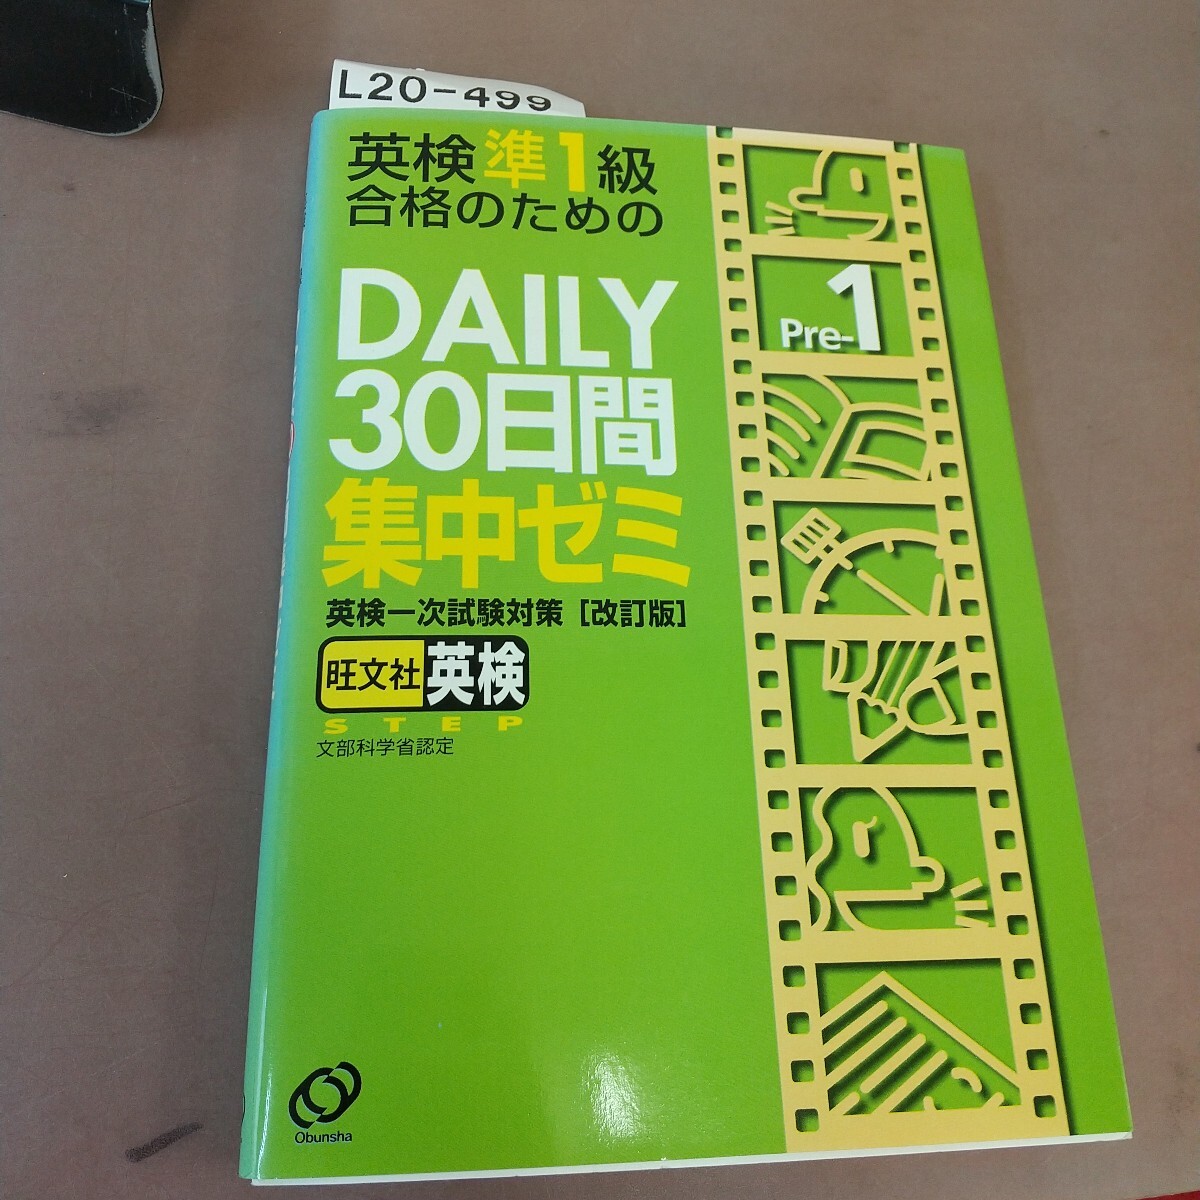 L20-499
英検準1級
合格のための
DAILY
30日間
集中ゼミ
英検一次試験対策 [改訂版]
旺文社 英検
STEP
文部科学省認定
Pre-1
Obunsha